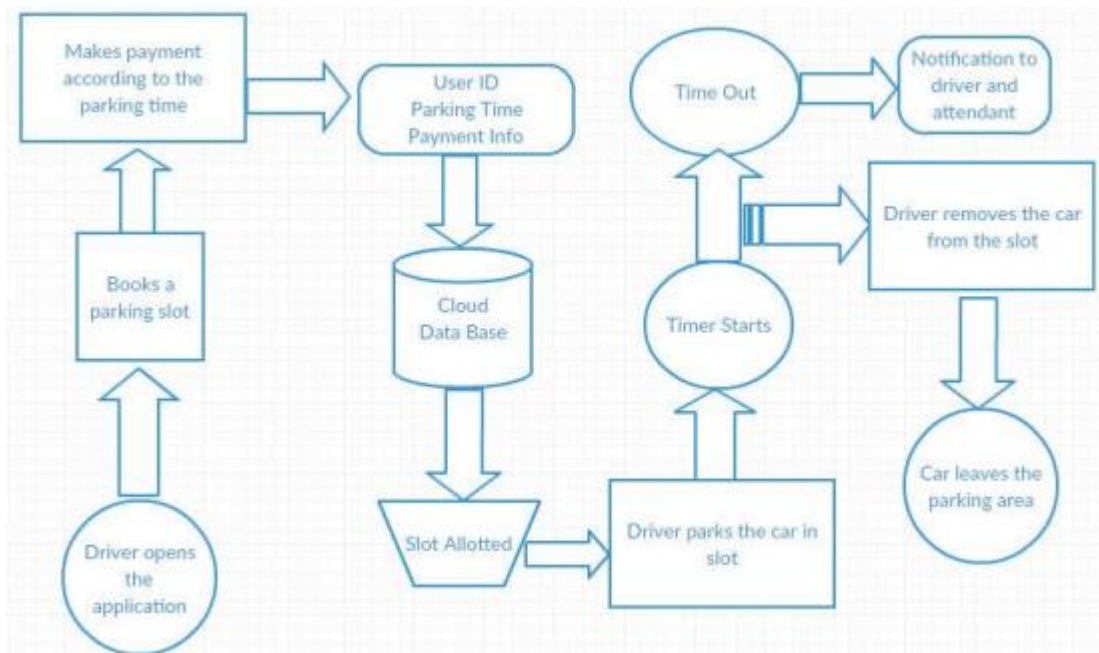 Makes payment
according to the
parking time
User ID
Parking Time
Payment Info
Time Out
Notification to
driver and
attendant
Driver removes the car
from the slot
Books a
parking slot
Cloud
Data Base
Timer Starts
Car leaves the
parking area
Slot Allotted
Driver parks the car in
slot
Driver opens
the
application